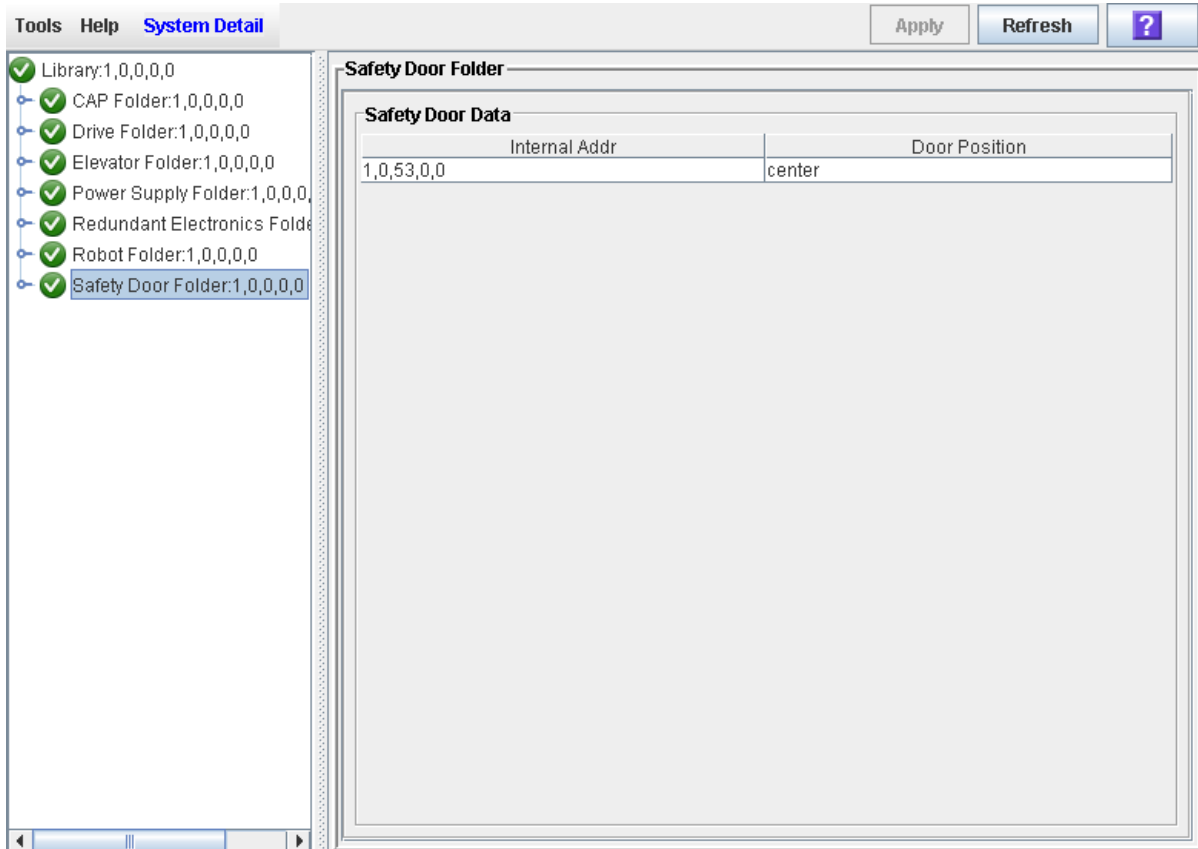 Tools Help System Detail Apply Refresh ?
Library:1,0,0,0,0
CAP Folder:1,0,0,0,0
Drive Folder:1,0,0,0,0
Elevator Folder:1,0,0,0,0
Power Supply Folder:1,0,0,0,
Redundant Electronics Folde
Robot Folder:1,0,0,0,0
Safety Door Folder:1,0,0,0,0
Safety Door Folder
Safety Door Data
Internal Addr Door Position
1,0,53,0,0 center